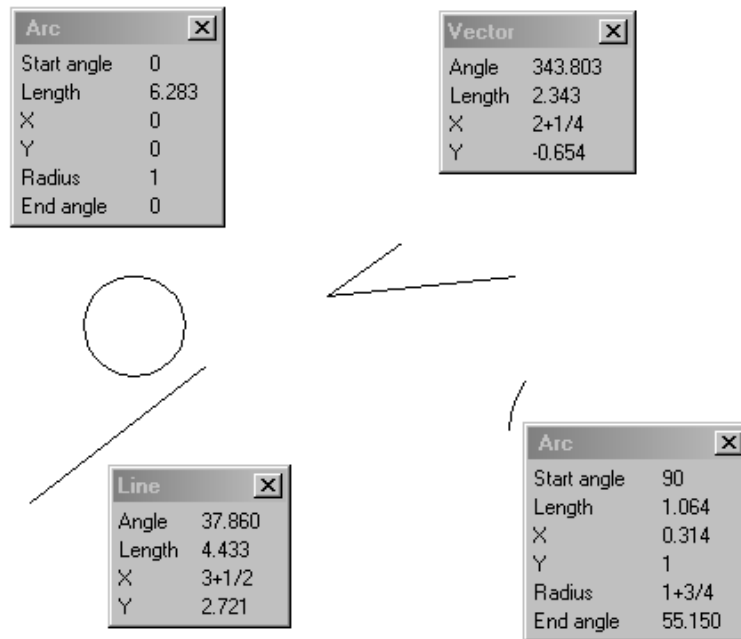 Arc
Start angle 0
Length 6.283
X 0
Y 0
Radius 1
End angle 0
Vector
Angle 343.803
Length 2.343
X 2+1/4
Y -0.654
Line
Angle 37.860
Length 4.433
X 3+1/2
Y 2.721
Arc
Start angle 90
Length 1.064
X 0.314
Y 1
Radius 1+3/4
End angle 55.150